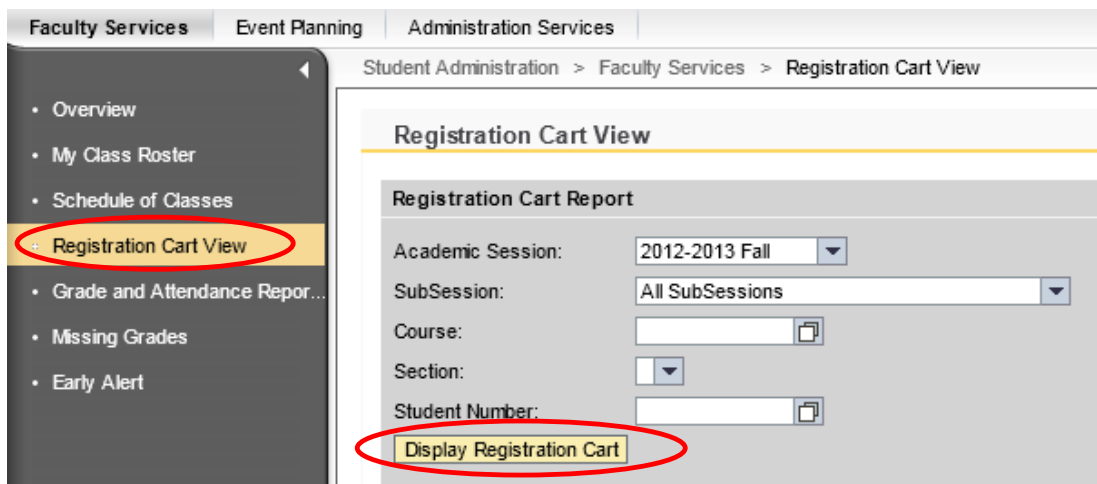 Faculty Services Event Planning Administration Services
Student Administration > Faculty Services > Registration Cart View
• Overview
• My Class Roster
• Schedule of Classes
Registration Cart View
• Grade and Attendance Repor...
• Missing Grades
• Early Alert
Registration Cart View
Registration Cart Report
Academic Session: 2012-2013 Fall
SubSession: All SubSessions
Course:
Section:
Student Number:
Display Registration Cart